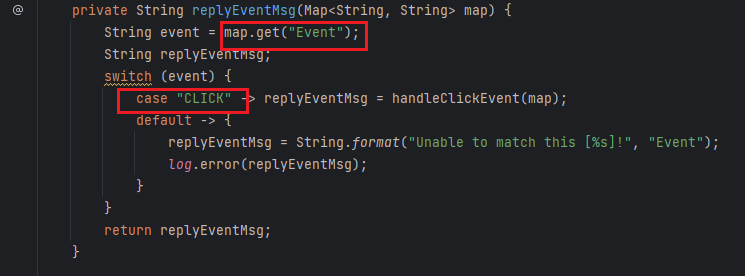 @ private String replyEventMsg(Map<String, String> map) {
String event = map.get("Event");
String replyEventMsg;
switch (event) {
case "CLICK" -> replyEventMsg = handleClickEvent(map);
default -> {
replyEventMsg = String.format("Unable to match this [%s]!", "Event");
log.error(replyEventMsg);
}
}
return replyEventMsg;
}